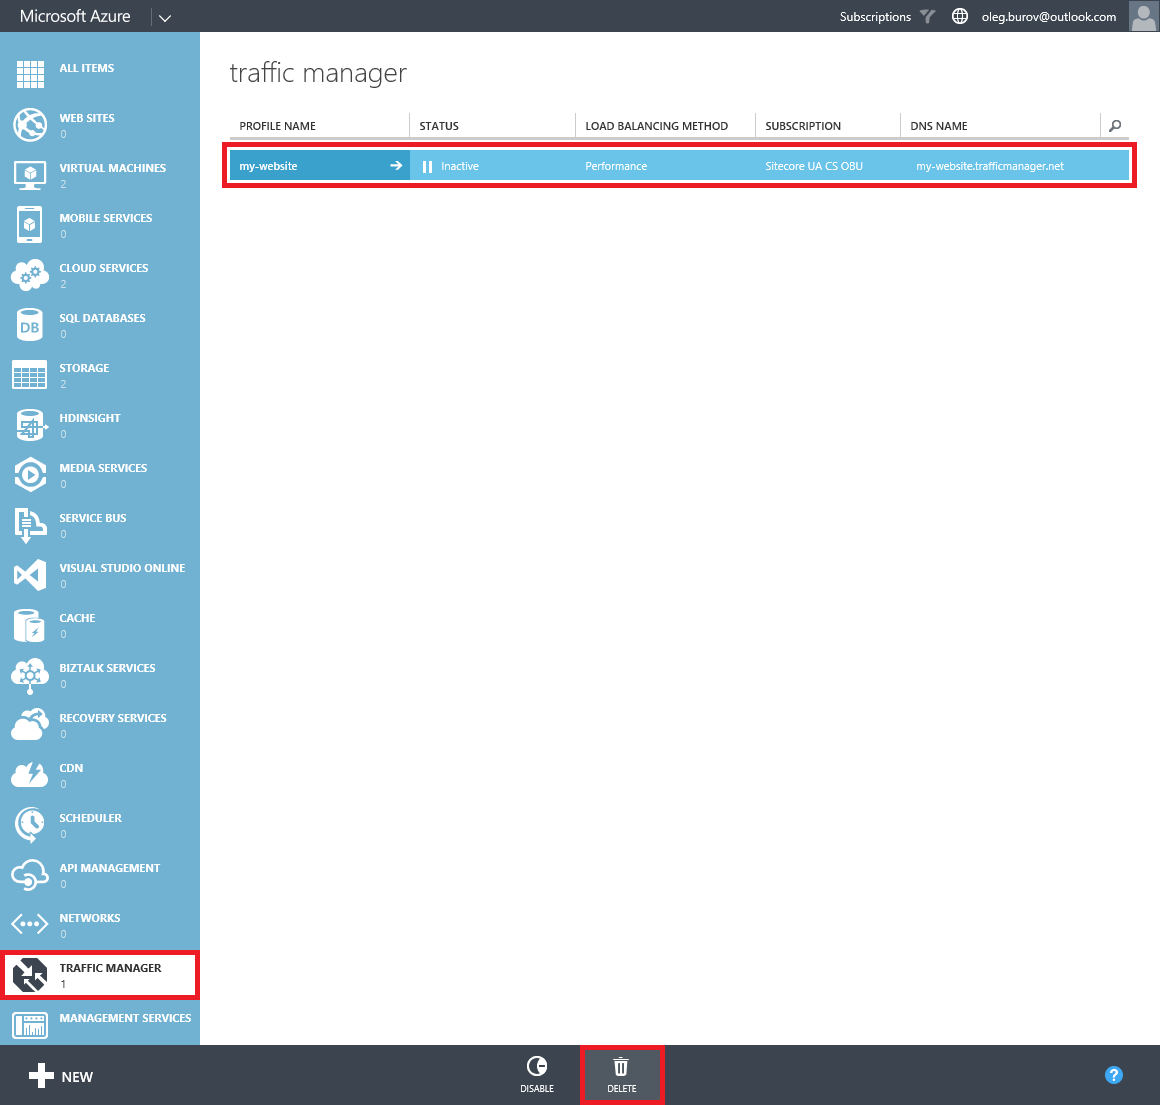 Microsoft Azure
Subscriptions
oleg.burov@outlook.com
ALL ITEMS
WEB SITES
0
VIRTUAL MACHINES
2
MOBILE SERVICES
0
CLOUD SERVICES
2
DB
SQL DATABASES
0
STORAGE
2
HDINSIGHT
0
MEDIA SERVICES
0
SERVICE BUS
0
VISUAL STUDIO ONLINE
0
CACHE
0
BIZTALK SERVICES
0
RECOVERY SERVICES
0
CDN
0
SCHEDULER
0
API MANAGEMENT
0
NETWORKS
0
TRAFFIC MANAGER
1
MANAGEMENT SERVICES
traffic manager
PROFILE NAME STATUS LOAD BALANCING METHOD SUBSCRIPTION DNS NAME
my-website Inactive Performance Sitecore UA CS OBU my-website.trafficmanager.net
NEW
DISABLE
DELETE
?